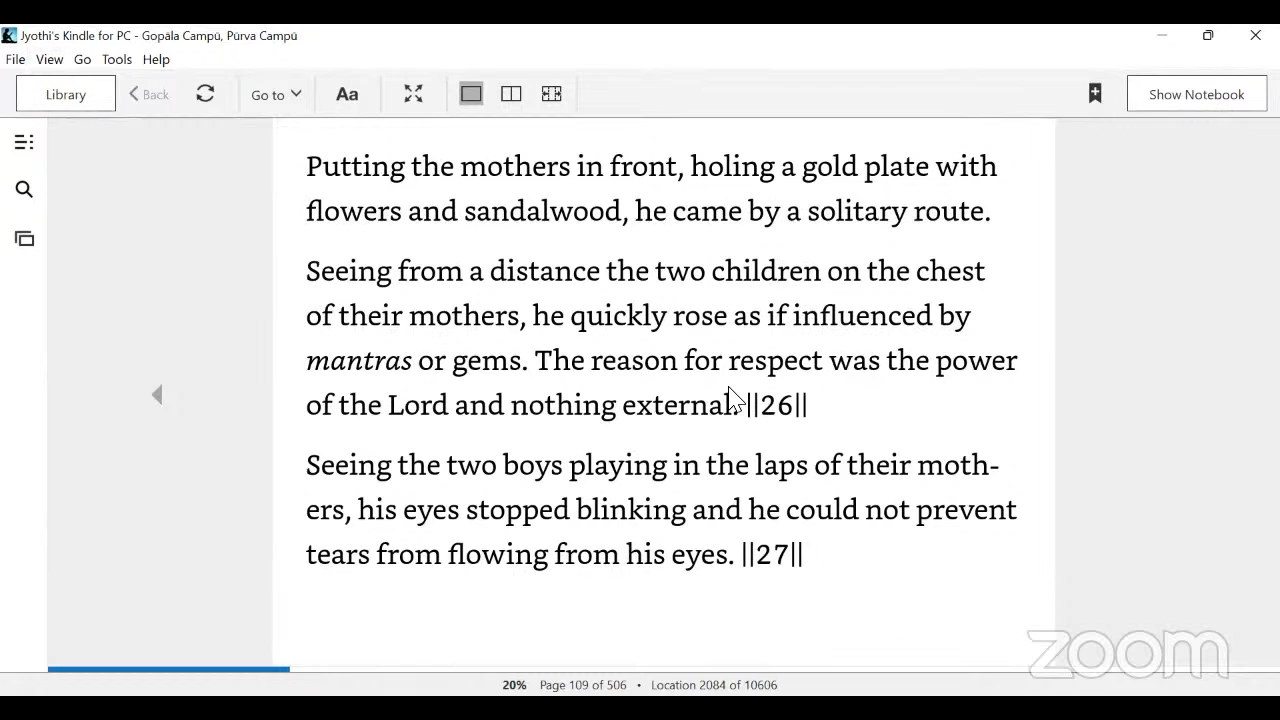 Jyothi's Kindle for PC - Gopāla Campū, Pūrva Campū
File View Go Tools Help
Library Back Go to Aa Show Notebook
Putting the mothers in front, holing a gold plate with
flowers and sandalwood, he came by a solitary route.
Seeing from a distance the two children on the chest
of their mothers, he quickly rose as if influenced by
mantras or gems. The reason for respect was the power
of the Lord and nothing external. ||26||
Seeing the two boys playing in the laps of their moth-
ers, his eyes stopped blinking and he could not prevent
tears from flowing from his eyes. ||27||
zoom
20% Page 109 of 506 • Location 2084 of 10606